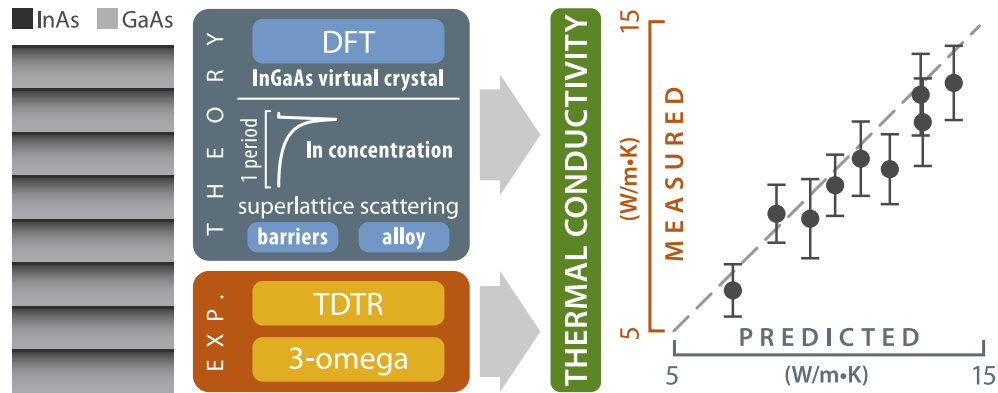 InAs GaAs
THEORY
DFT
InGaAs virtual crystal
1 period
In concentration
superlattice scattering
barriers alloy
EXP.
TDTR
3-omega
THERMAL CONDUCTIVITY
15
MEASURED
(W/m•K)
5
PREDICTED
5 (W/m•K) 15